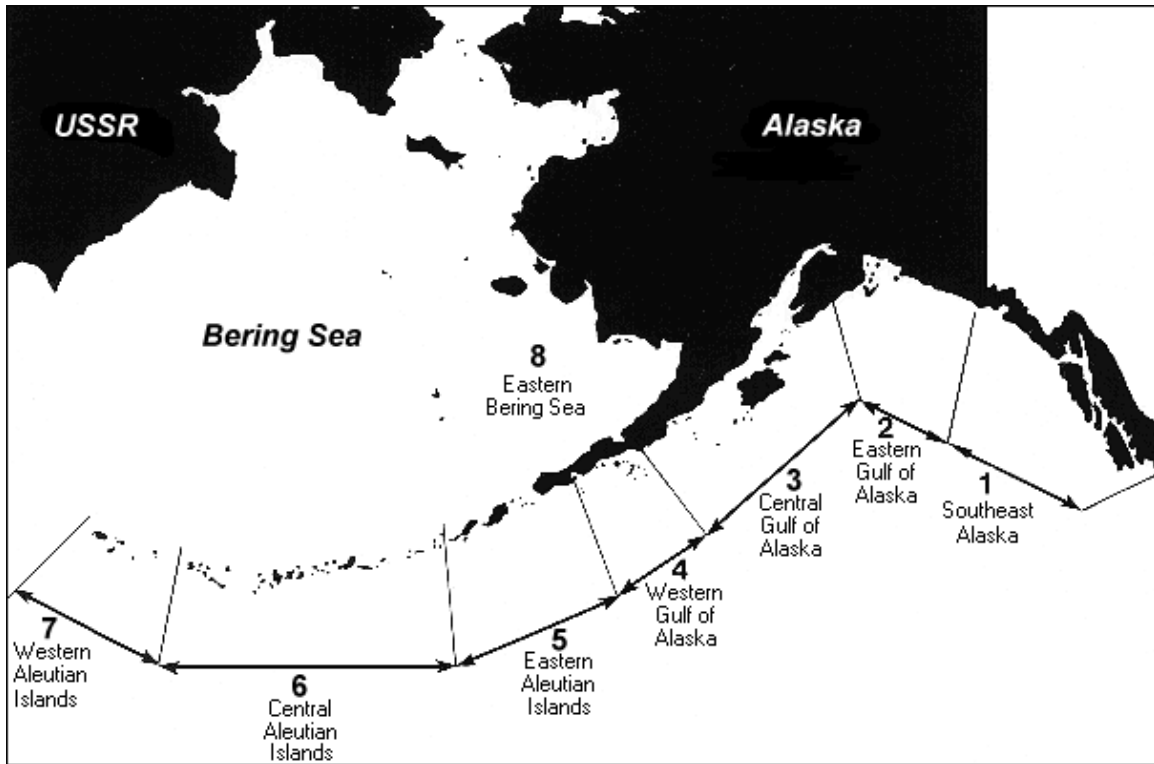 USSR
Alaska
Bering Sea
8
Eastern
Bering Sea
7
Western
Aleutian
Islands
6
Central
Aleutian
Islands
5
Eastern
Aleutian
Islands
4
Western
Gulf of
Alaska
3
Central
Gulf of
Alaska
2
Eastern
Gulf of
Alaska
1
Southeast
Alaska